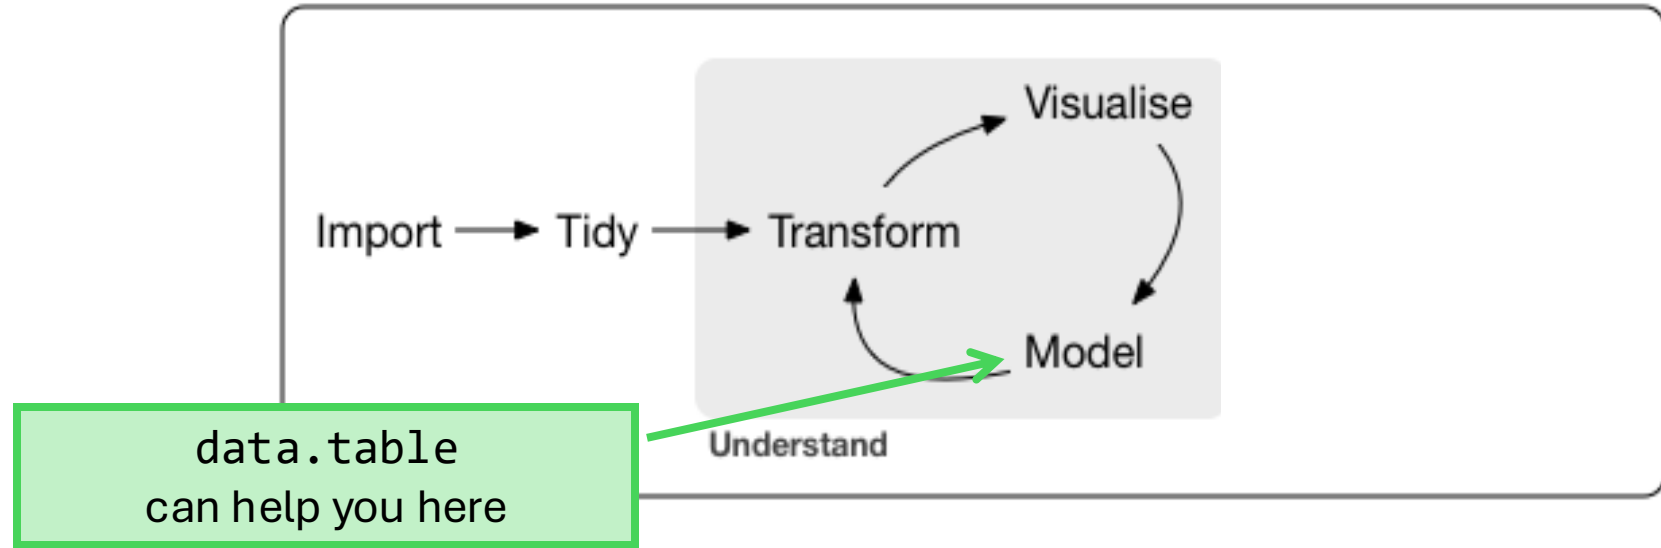 Visualise
Import
Tidy
Transform
Model
Understand
data.table
can help you here